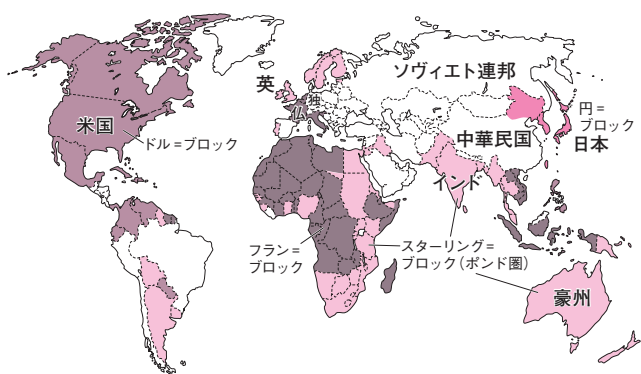 ソヴィエト連邦
英
独
仏
米国
ドル=ブロック
円=
ブロック
日本
中華民国
インド
フラン=
ブロック
スターリング=
ブロック(ポンド圏)
豪州